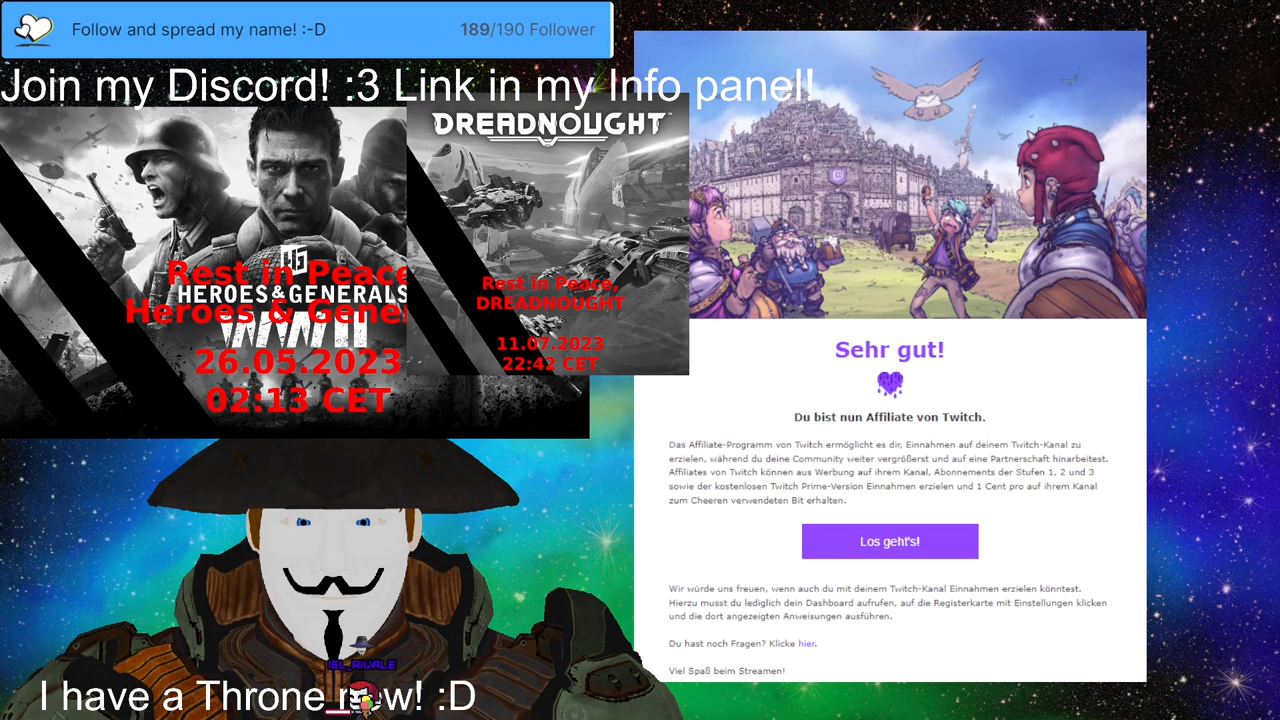 Follow and spread my name! :-D
189/190 Follower
Join my Discord! :3 Link in my Info panel!
DREADNOUGHT
Rest in Peace
HEROES & GENERALS
Heroes & Gene
WWII
26.05.2023
02:13 CET
Rest in Peace,
DREADNOUGHT
11.07.2023
22:42 CET
Sehr gut!
Du bist nun Affiliate von Twitch.
Das Affiliate-Programm von Twitch ermöglicht es dir, Einnahmen auf deinem Twitch-Kanal zu
erzielen, während du deine Community weiter vergrößerst und auf eine Partnerschaft hinarbeitest.
Affiliates von Twitch können aus Werbung auf ihrem Kanal, Abonnements der Stufen 1, 2 und 3
sowie der kostenlosen Twitch Prime-Version Einnahmen erzielen und 1 Cent pro auf ihrem Kanal
zum Cheeren verwendeten Bit erhalten.
Los geht's!
Wir würde uns freuen, wenn auch du mit deinem Twitch-Kanal Einnahmen erzielen könntest.
Hierzu musst du lediglich dein Dashboard aufrufen, auf die Registerkarte mit Einstellungen klicken
und die dort angezeigten Anweisungen ausführen.
Du hast noch Fragen? Klicke hier.
Viel Spaß beim Streamen!
IEL_RIVALE
I have a Throne now! :D